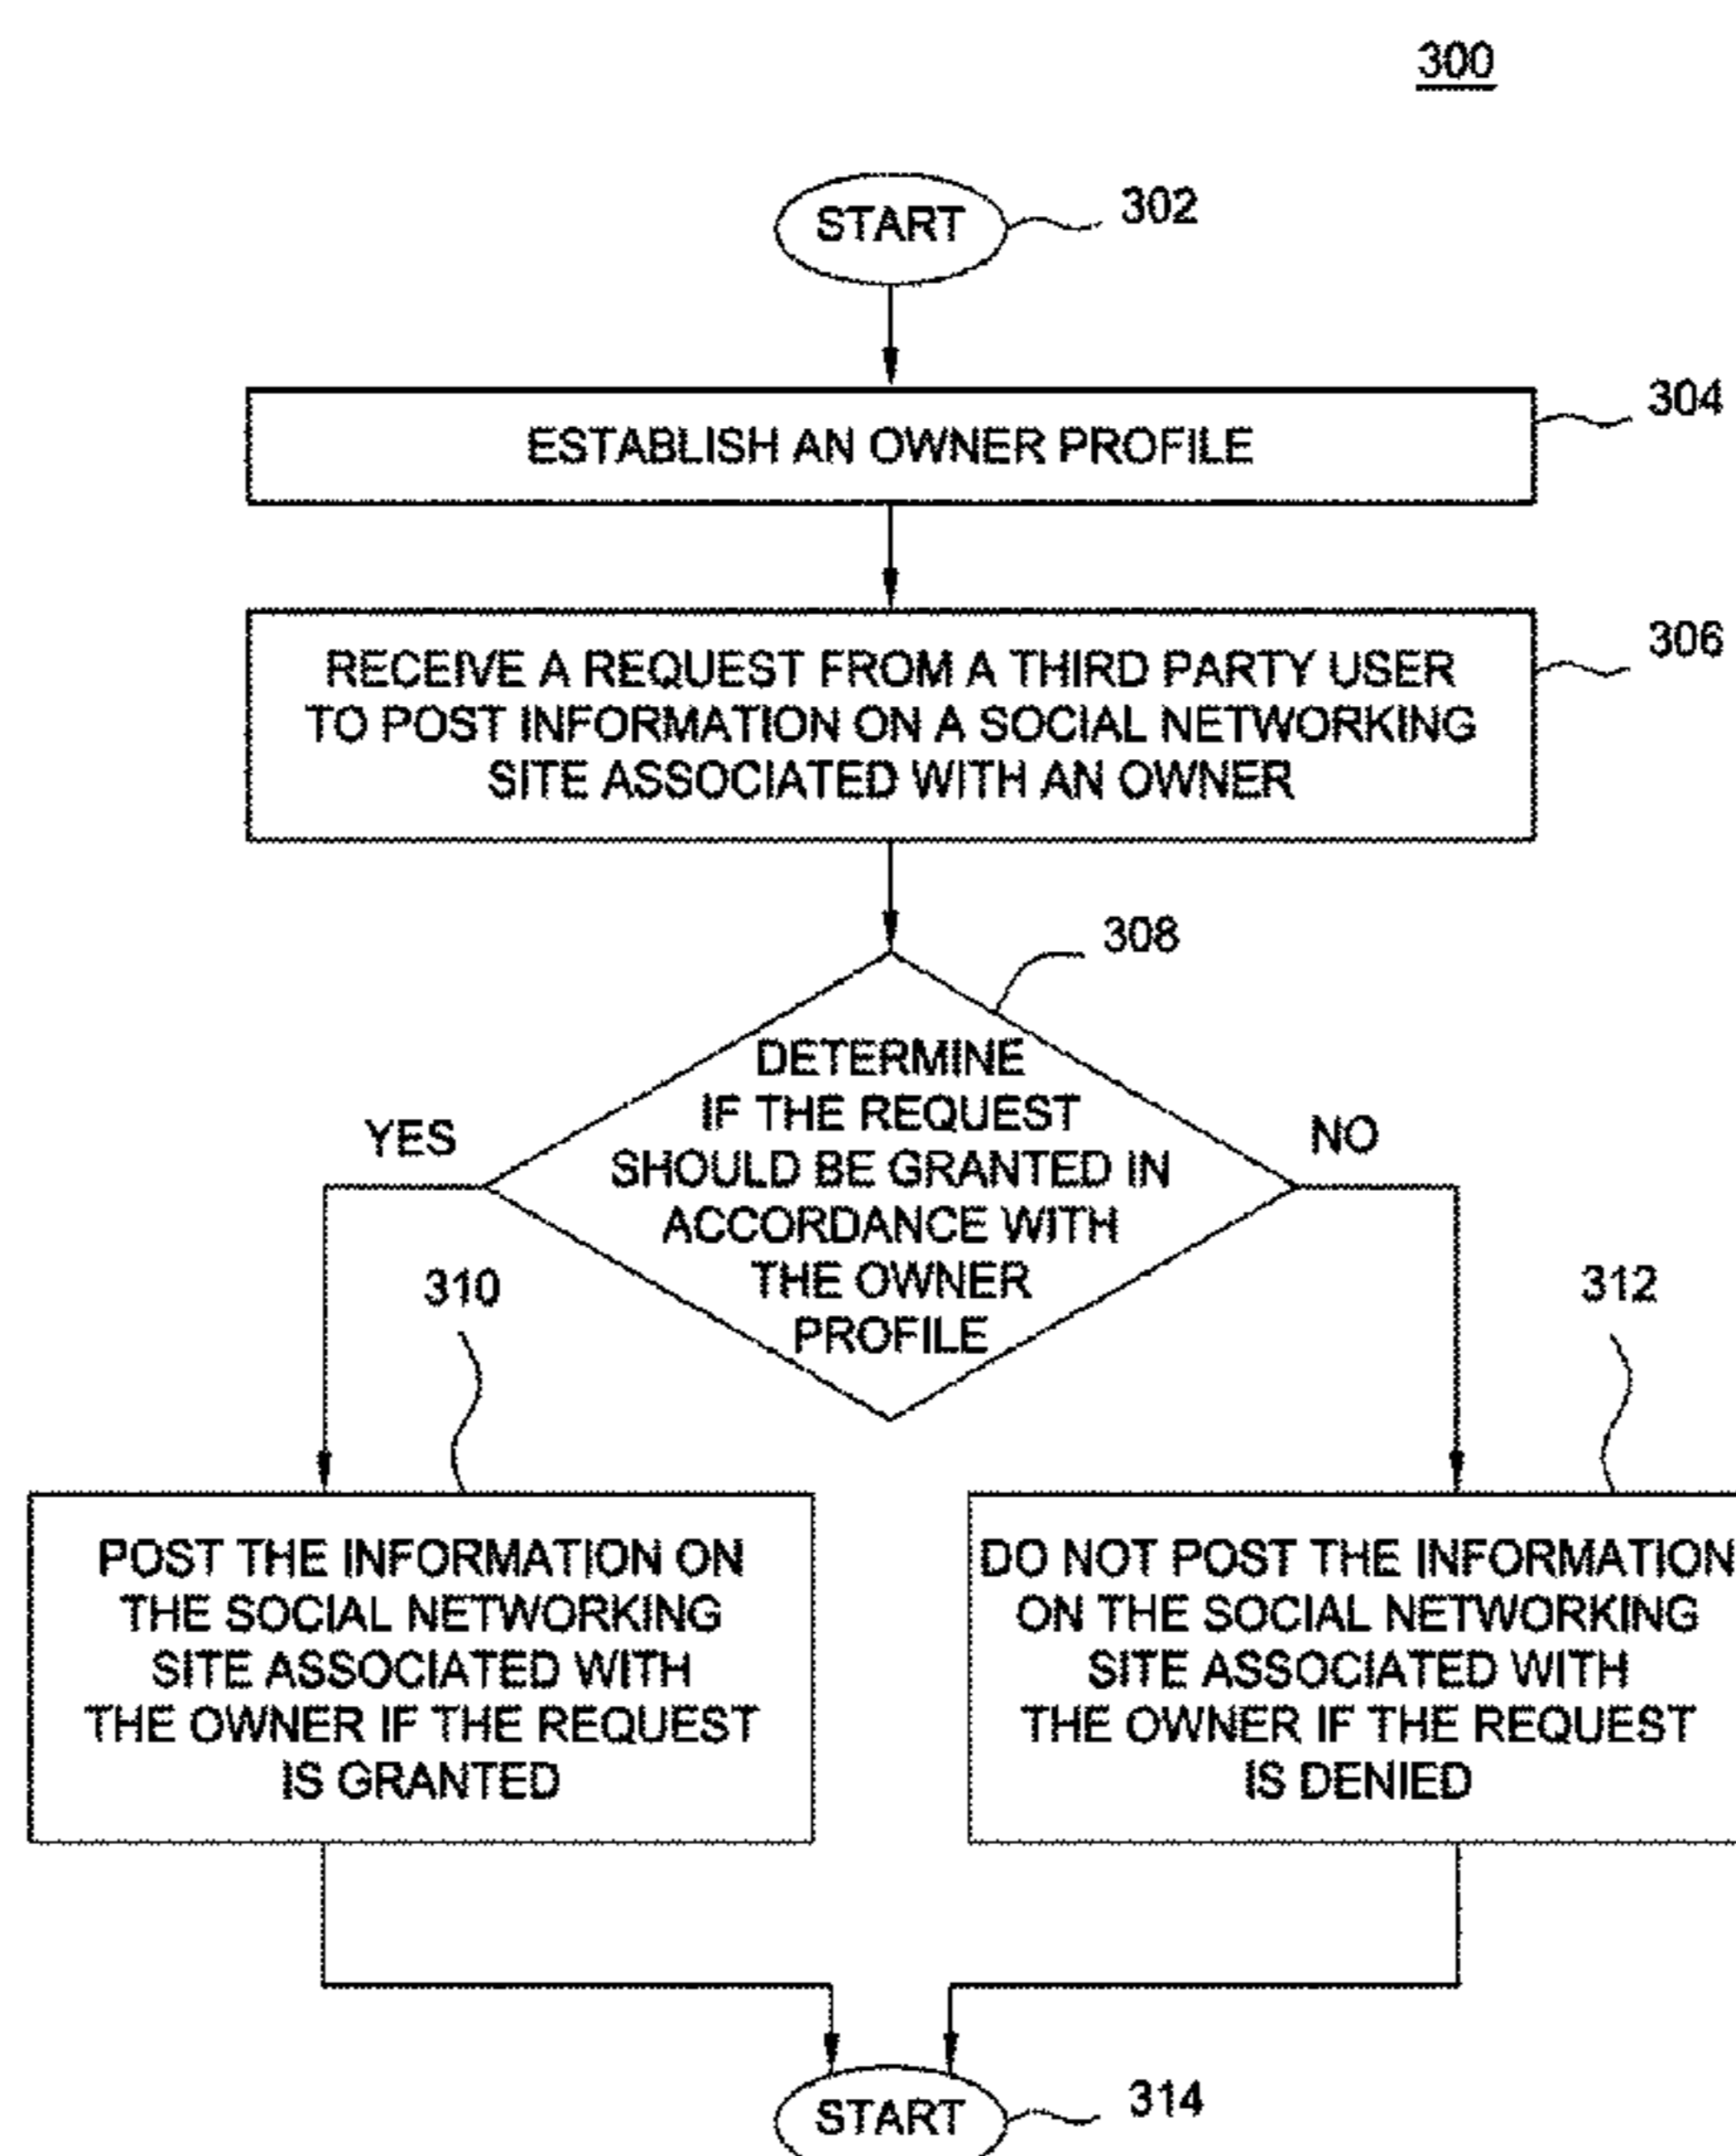 300
START
302
ESTABLISH AN OWNER PROFILE
304
RECEIVE A REQUEST FROM A THIRD PARTY USER
TO POST INFORMATION ON A SOCIAL NETWORKING
SITE ASSOCIATED WITH AN OWNER
306
308
DETERMINE
IF THE REQUEST
SHOULD BE GRANTED IN
ACCORDANCE WITH
THE OWNER
PROFILE
YES
NO
310
312
POST THE INFORMATION ON
THE SOCIAL NETWORKING
SITE ASSOCIATED WITH
THE OWNER IF THE REQUEST
IS GRANTED
DO NOT POST THE INFORMATION
ON THE SOCIAL NETWORKING
SITE ASSOCIATED WITH
THE OWNER IF THE REQUEST
IS DENIED
START
314